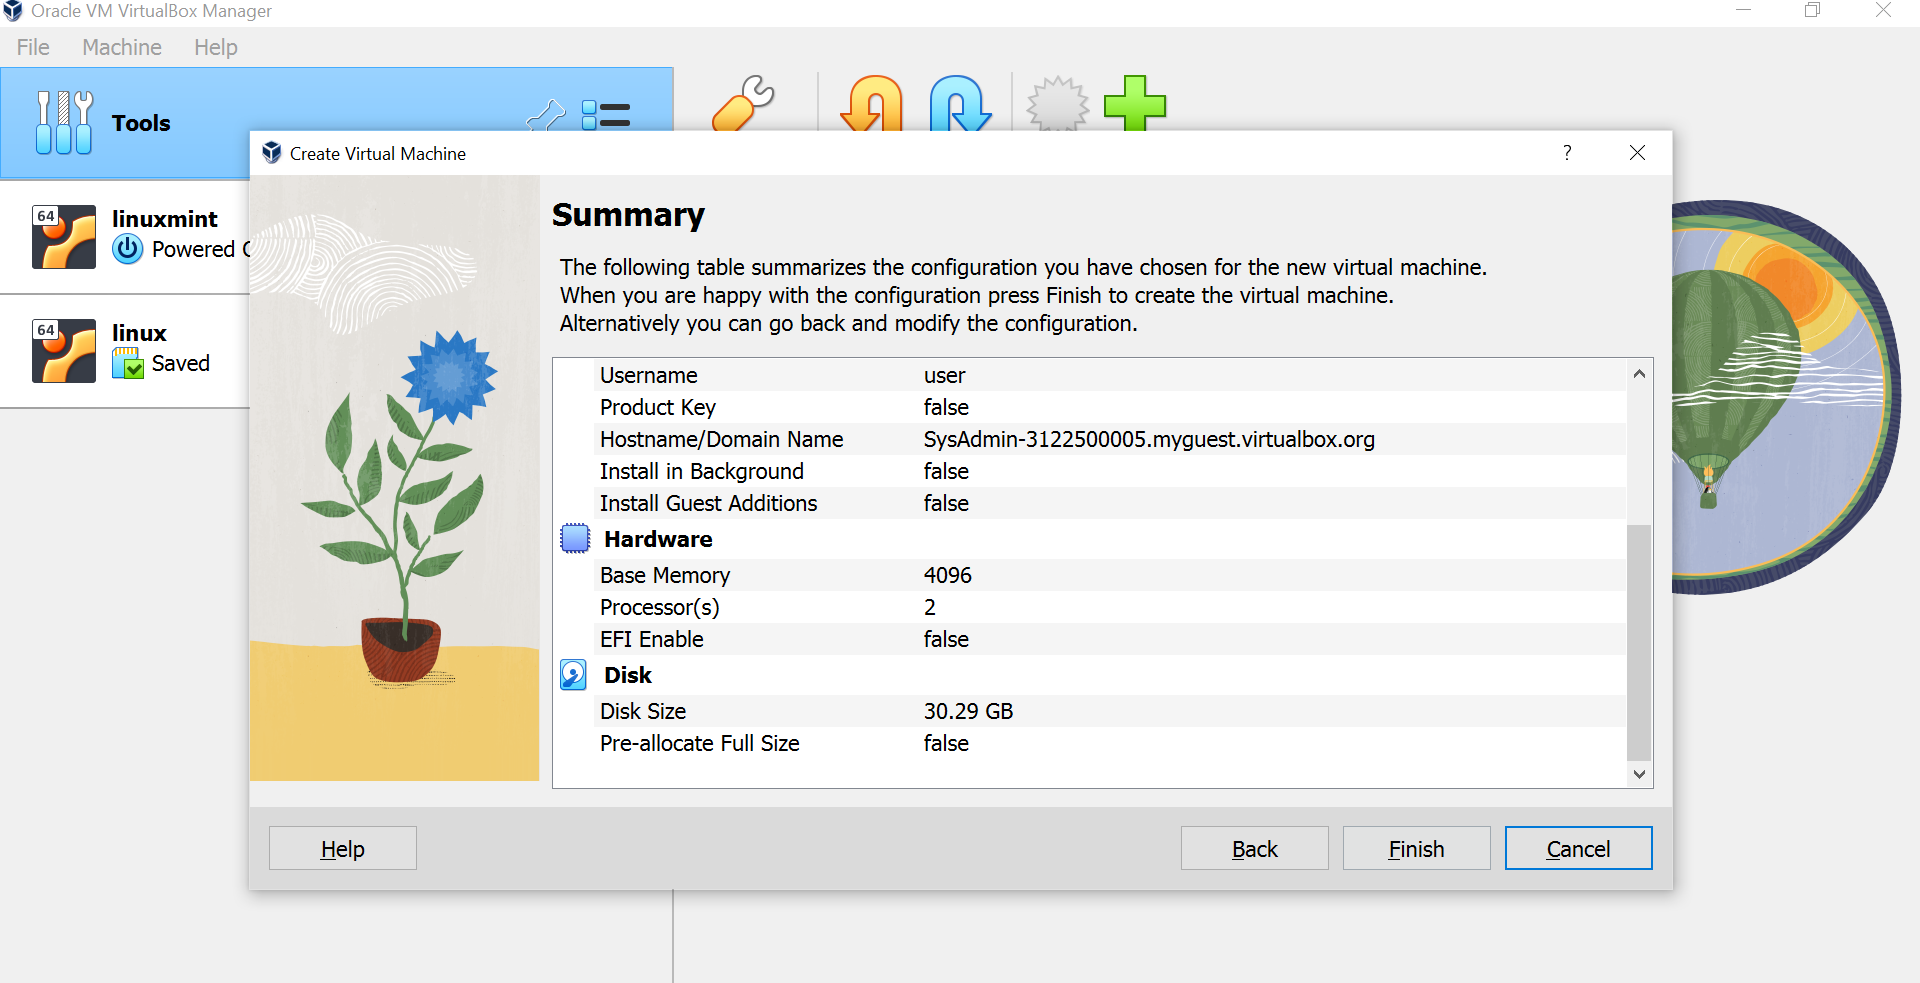 Oracle VM VirtualBox Manager
File Machine Help
Tools
64 linuxmint
Powered
64 linux
Saved
Create Virtual Machine ?
Summary
The following table summarizes the configuration you have chosen for the new virtual machine.
When you are happy with the configuration press Finish to create the virtual machine.
Alternatively you can go back and modify the configuration.
Username user
Product Key false
Hostname/Domain Name SysAdmin-3122500005.myguest.virtualbox.org
Install in Background false
Install Guest Additions false
Hardware
Base Memory 4096
Processor(s) 2
EFI Enable false
Disk
Disk Size 30.29 GB
Pre-allocate Full Size false
Help Back Finish Cancel